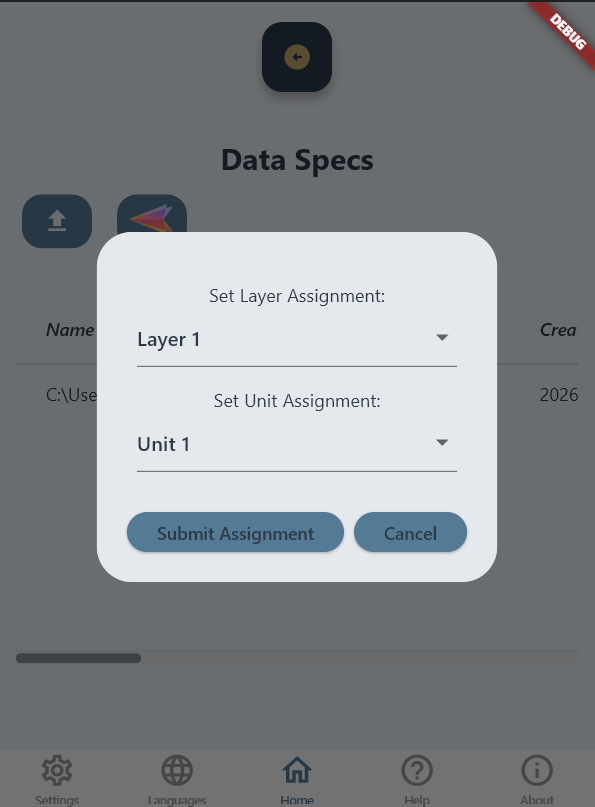 DEBUG
Data Specs
Set Layer Assignment:
Name
Layer 1
Crea
C:\Use
Set Unit Assignment:
2026
Unit 1
Submit Assignment
Cancel
Settings
Languages
Home
Help
About